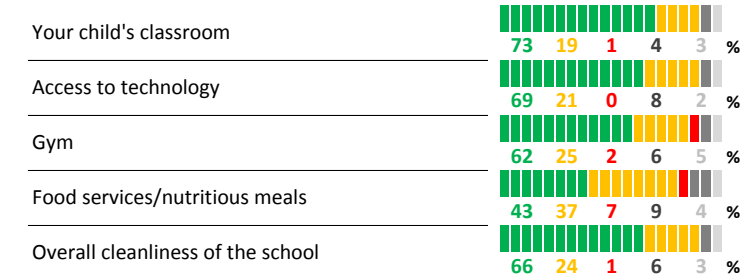 Your child's classroom
73 19 1 4 3 %
Access to technology
69 21 0 8 2 %
Gym
62 25 2 6 5 %
Food services/nutritious meals
43 37 7 9 4 %
Overall cleanliness of the school
66 24 1 6 3 %